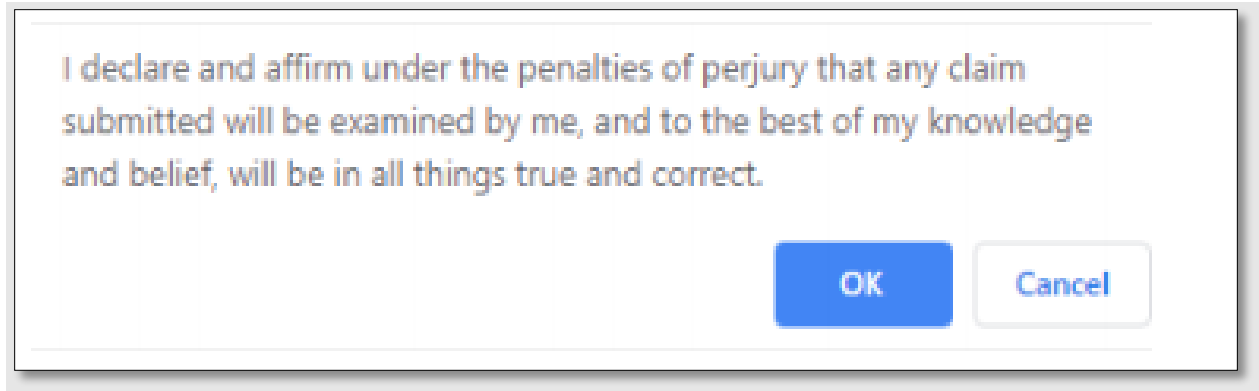 I declare and affirm under the penalties of perjury that any claim
submitted will be examined by me, and to the best of my knowledge
and belief, will be in all things true and correct.
OK Cancel